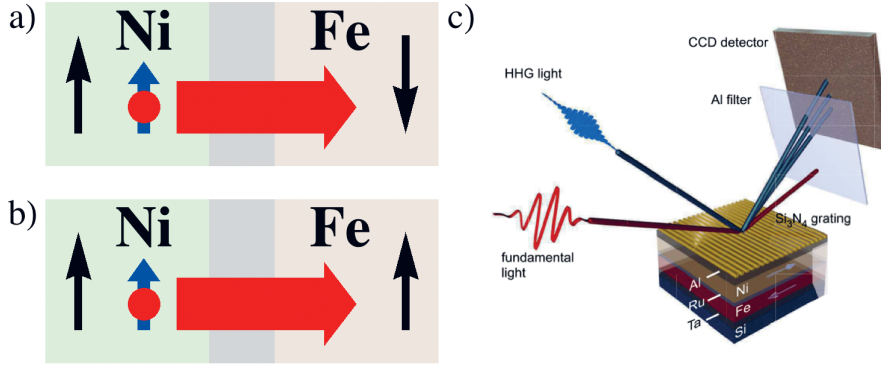 a)
Ni Fe
b)
Ni Fe
c)
CCD detector
HHG light
Al filter
Si₃N₄ grating
fundamental
light
Al
Ni
Ru
Fe
Ta
Si